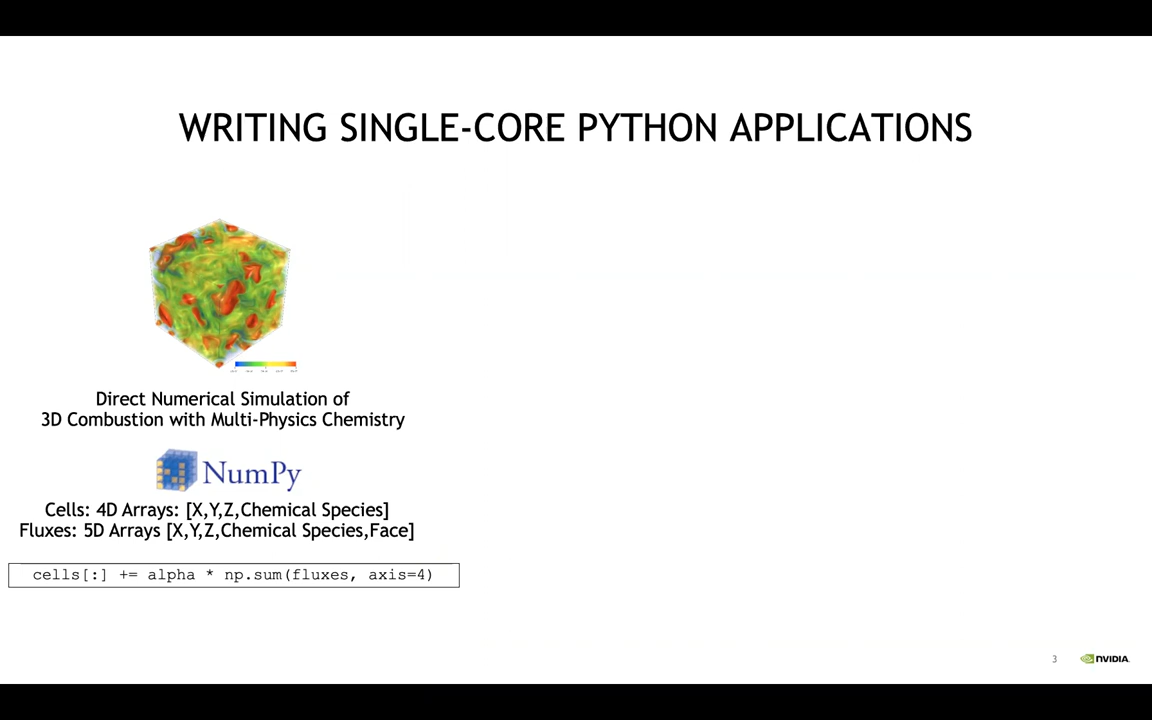 WRITING SINGLE-CORE PYTHON APPLICATIONS
Direct Numerical Simulation of
3D Combustion with Multi-Physics Chemistry
NumPy
Cells: 4D Arrays: [X,Y,Z,Chemical Species]
Fluxes: 5D Arrays [X,Y,Z,Chemical Species,Face]
cells[:] += alpha * np.sum(fluxes, axis=4)
3
NVIDIA.